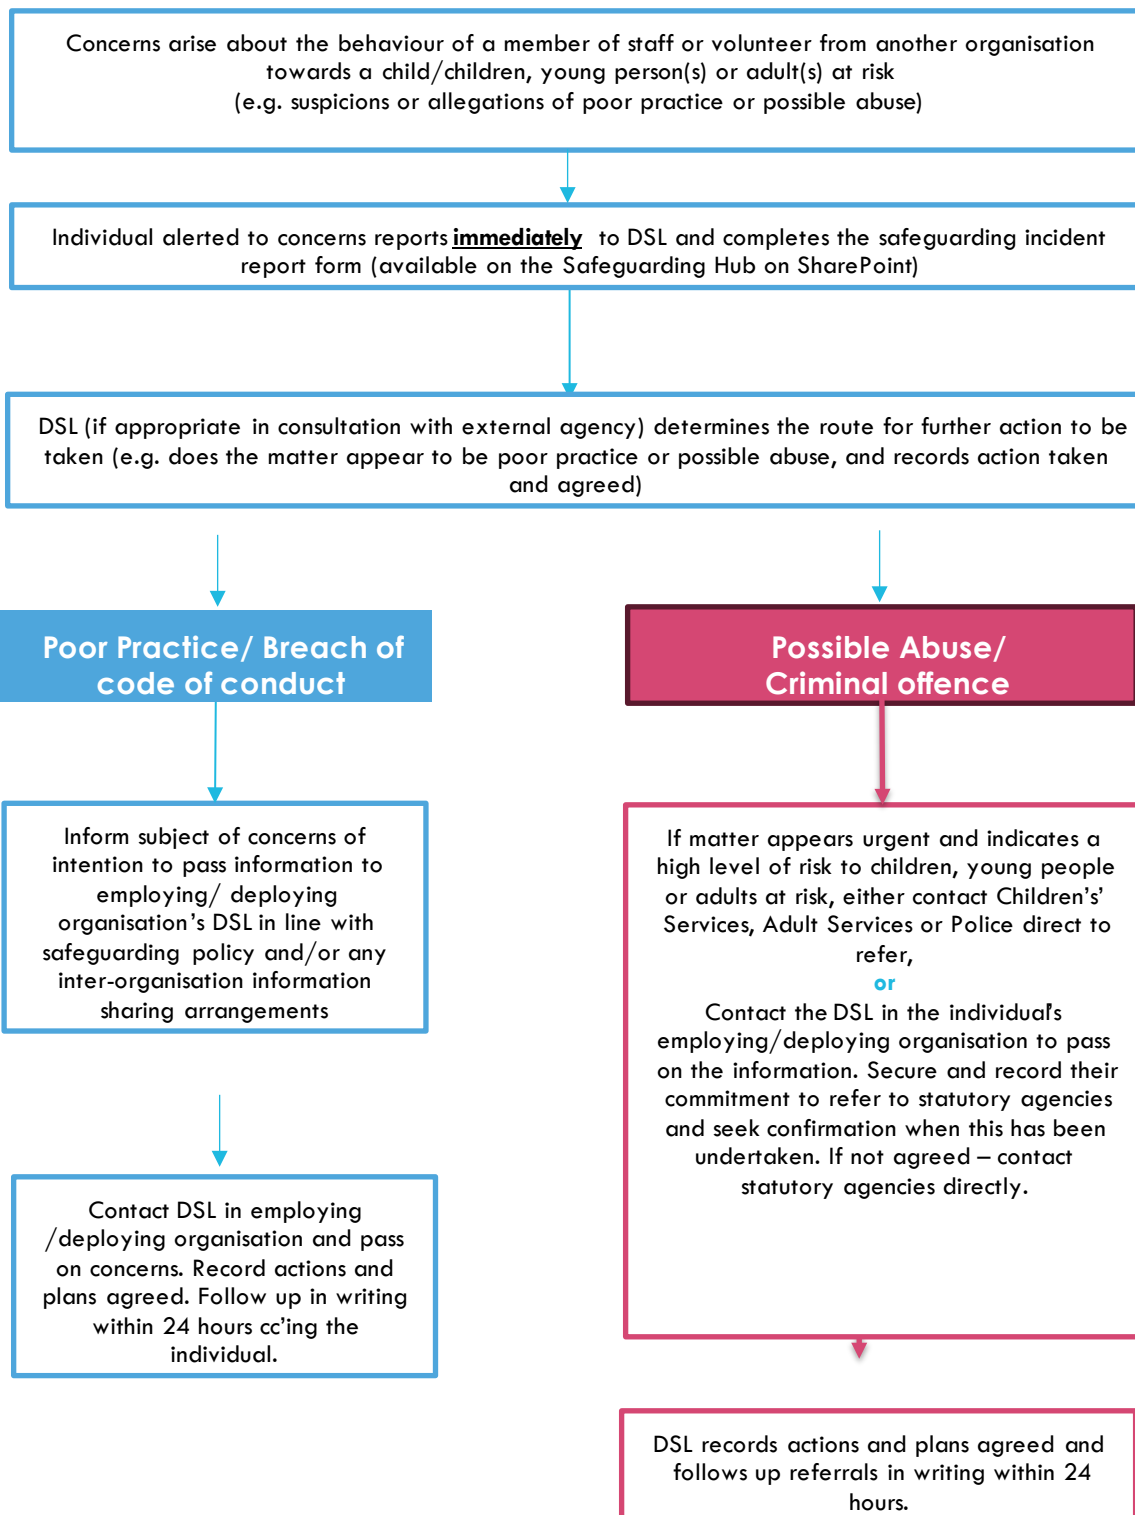 Concerns arise about the behaviour of a member of staff or volunteer from another organisation
towards a child/children, young person(s) or adult(s) at risk
(e.g. suspicions or allegations of poor practice or possible abuse)
Individual alerted to concerns reports immediately to DSL and completes the safeguarding incident
report form (available on the Safeguarding Hub on SharePoint)
DSL (if appropriate in consultation with external agency) determines the route for further action to be
taken (e.g. does the matter appear to be poor practice or possible abuse, and records action taken
and agreed)
Poor Practice/ Breach of
code of conduct
Inform subject of concerns of
intention to pass information to
employing/ deploying
organisation’s DSL in line with
safeguarding policy and/or any
inter-organisation information
sharing arrangements
Contact DSL in employing
/deploying organisation and pass
on concerns. Record actions and
plans agreed. Follow up in writing
within 24 hours cc’ing the
individual.
Possible Abuse/
Criminal offence
If matter appears urgent and indicates a
high level of risk to children, young people
or adults at risk, either contact Children’s’
Services, Adult Services or Police direct to
refer,
or
Contact the DSL in the individual’s
employing/deploying organisation to pass
on the information. Secure and record their
commitment to refer to statutory agencies
and seek confirmation when this has been
undertaken. If not agreed – contact
statutory agencies directly.
DSL records actions and plans agreed and
follows up referrals in writing within 24
hours.